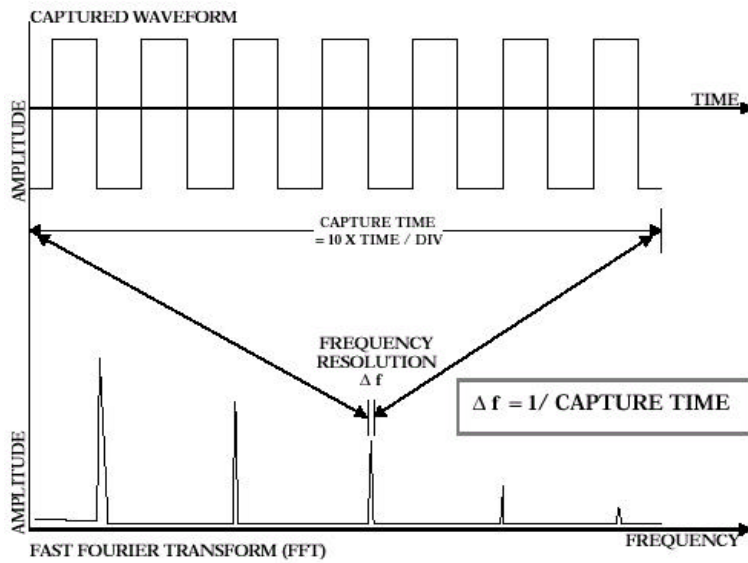 CAPTURED WAVEFORM
TIME
AMPLITUDE
CAPTURE TIME
= 10 X TIME / DIV
FREQUENCY
RESOLUTION
Δ f
Δ f = 1/ CAPTURE TIME
AMPLITUDE
FREQUENCY
FAST FOURIER TRANSFORM (FFT)